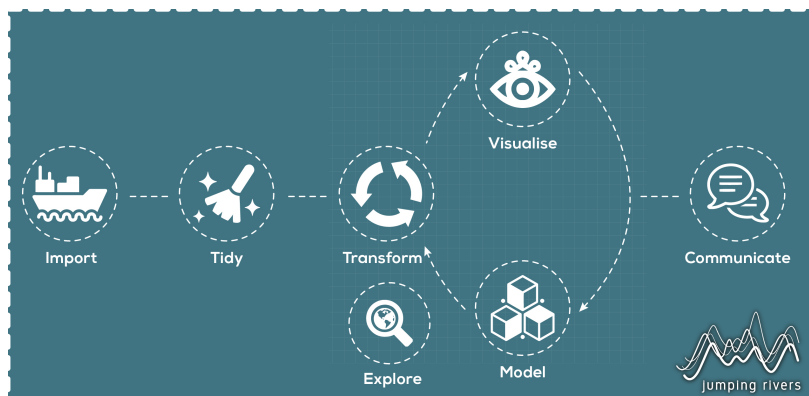 Visualise
Import
Tidy
Transform
Communicate
Explore
Model
jumping rivers